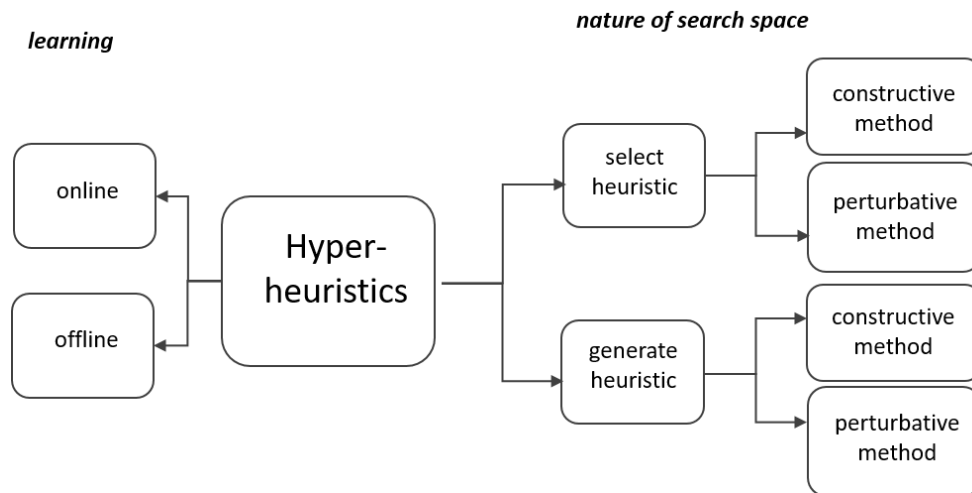 nature of search space
learning
constructive
method
select
heuristic
online
perturbative
method
Hyper-
heuristics
constructive
method
offline
generate
heuristic
perturbative
method